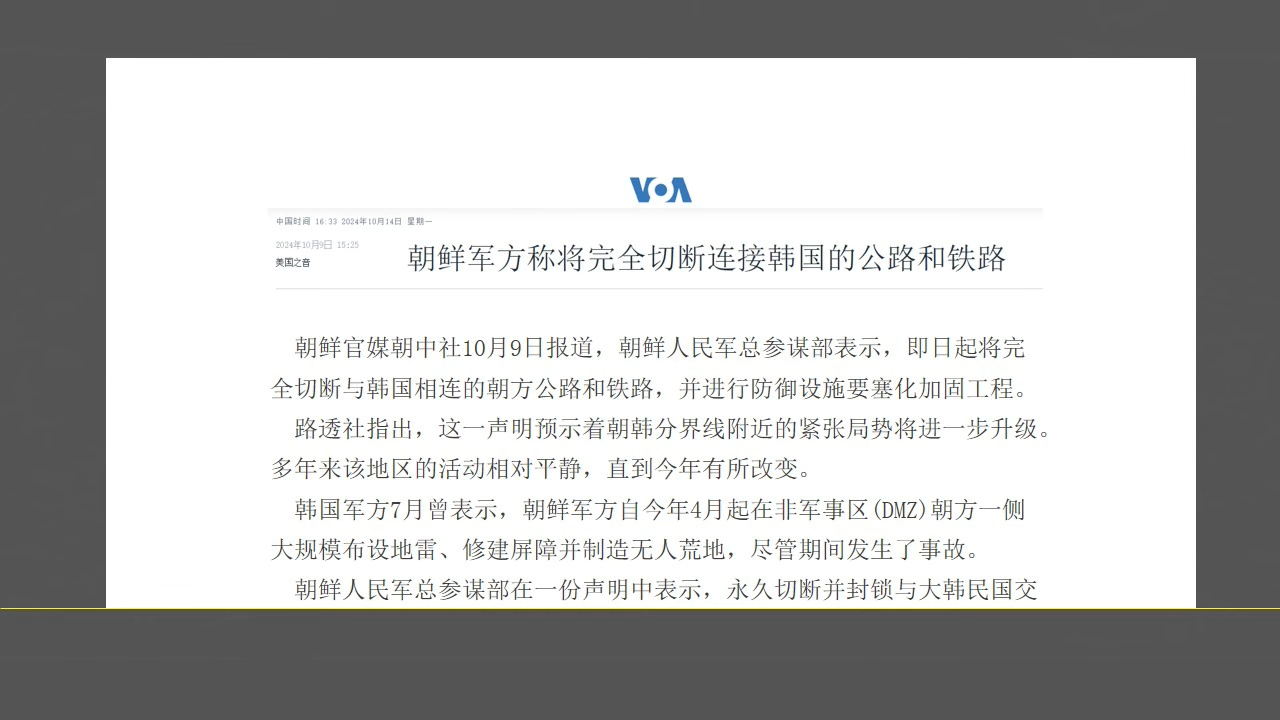 VOA
中国时间 16:33 2024年10月14日 星期一
2024年10月9日 15:25
美国之音
朝鲜军方称将完全切断连接韩国的公路和铁路
朝鲜官媒朝中社10月9日报道，朝鲜人民军总参谋部表示，即日起将完
全切断与韩国相连的朝方公路和铁路，并进行防御设施要塞化加固工程。
路透社指出，这一声明预示着朝韩分界线附近的紧张局势将进一步升级。
多年来该地区的活动相对平静，直到今年有所改变。
韩国军方7月曾表示，朝鲜军方自今年4月起在非军事区(DMZ)朝方一侧
大规模布设地雷、修建屏障并制造无人荒地，尽管期间发生了事故。
朝鲜人民军总参谋部在一份声明中表示，永久切断并封锁与大韩民国交